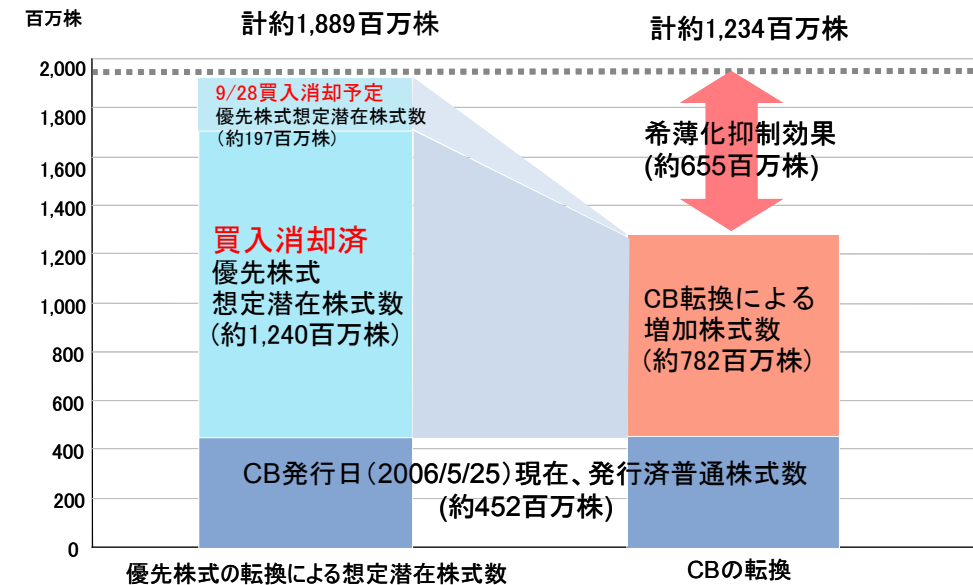 百万株
計約1,889百万株
計約1,234百万株
2,000
1,800
1,600
1,400
1,200
1,000
800
600
400
200
0
9/28買入消却予定
優先株式想定潜在株式数
(約197百万株)
買入消却済
優先株式
想定潜在株式数
(約1,240百万株)
希薄化抑制効果
(約655百万株)
CB転換による
増加株式数
(約782百万株)
CB発行日(2006/5/25)現在、発行済普通株式数
(約452百万株)
優先株式の転換による想定潜在株式数
CBの転換